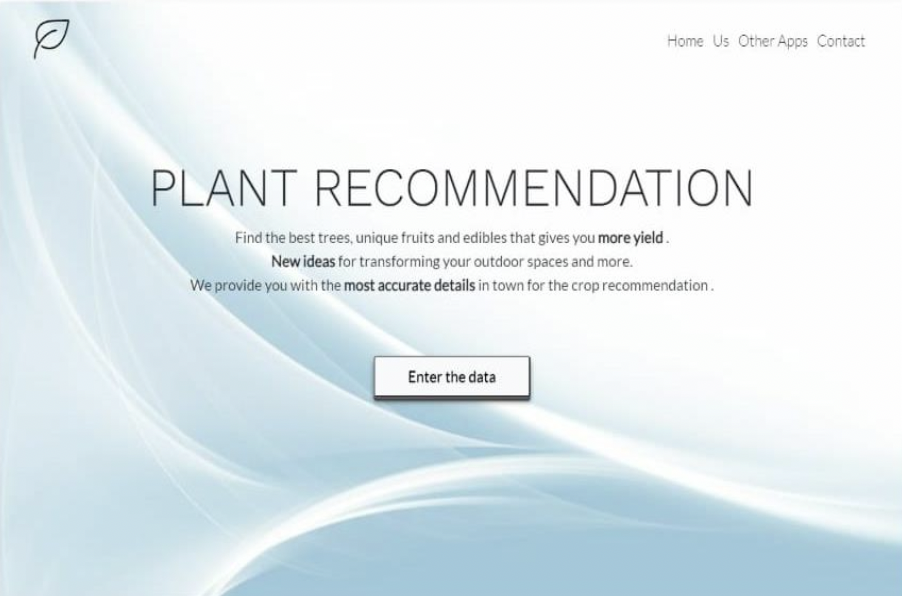 Home Us Other Apps Contact
PLANT RECOMMENDATION
Find the best trees, unique fruits and edibles that gives you more yield .
New ideas for transforming your outdoor spaces and more.
We provide you with the most accurate details in town for the crop recommendation .
Enter the data